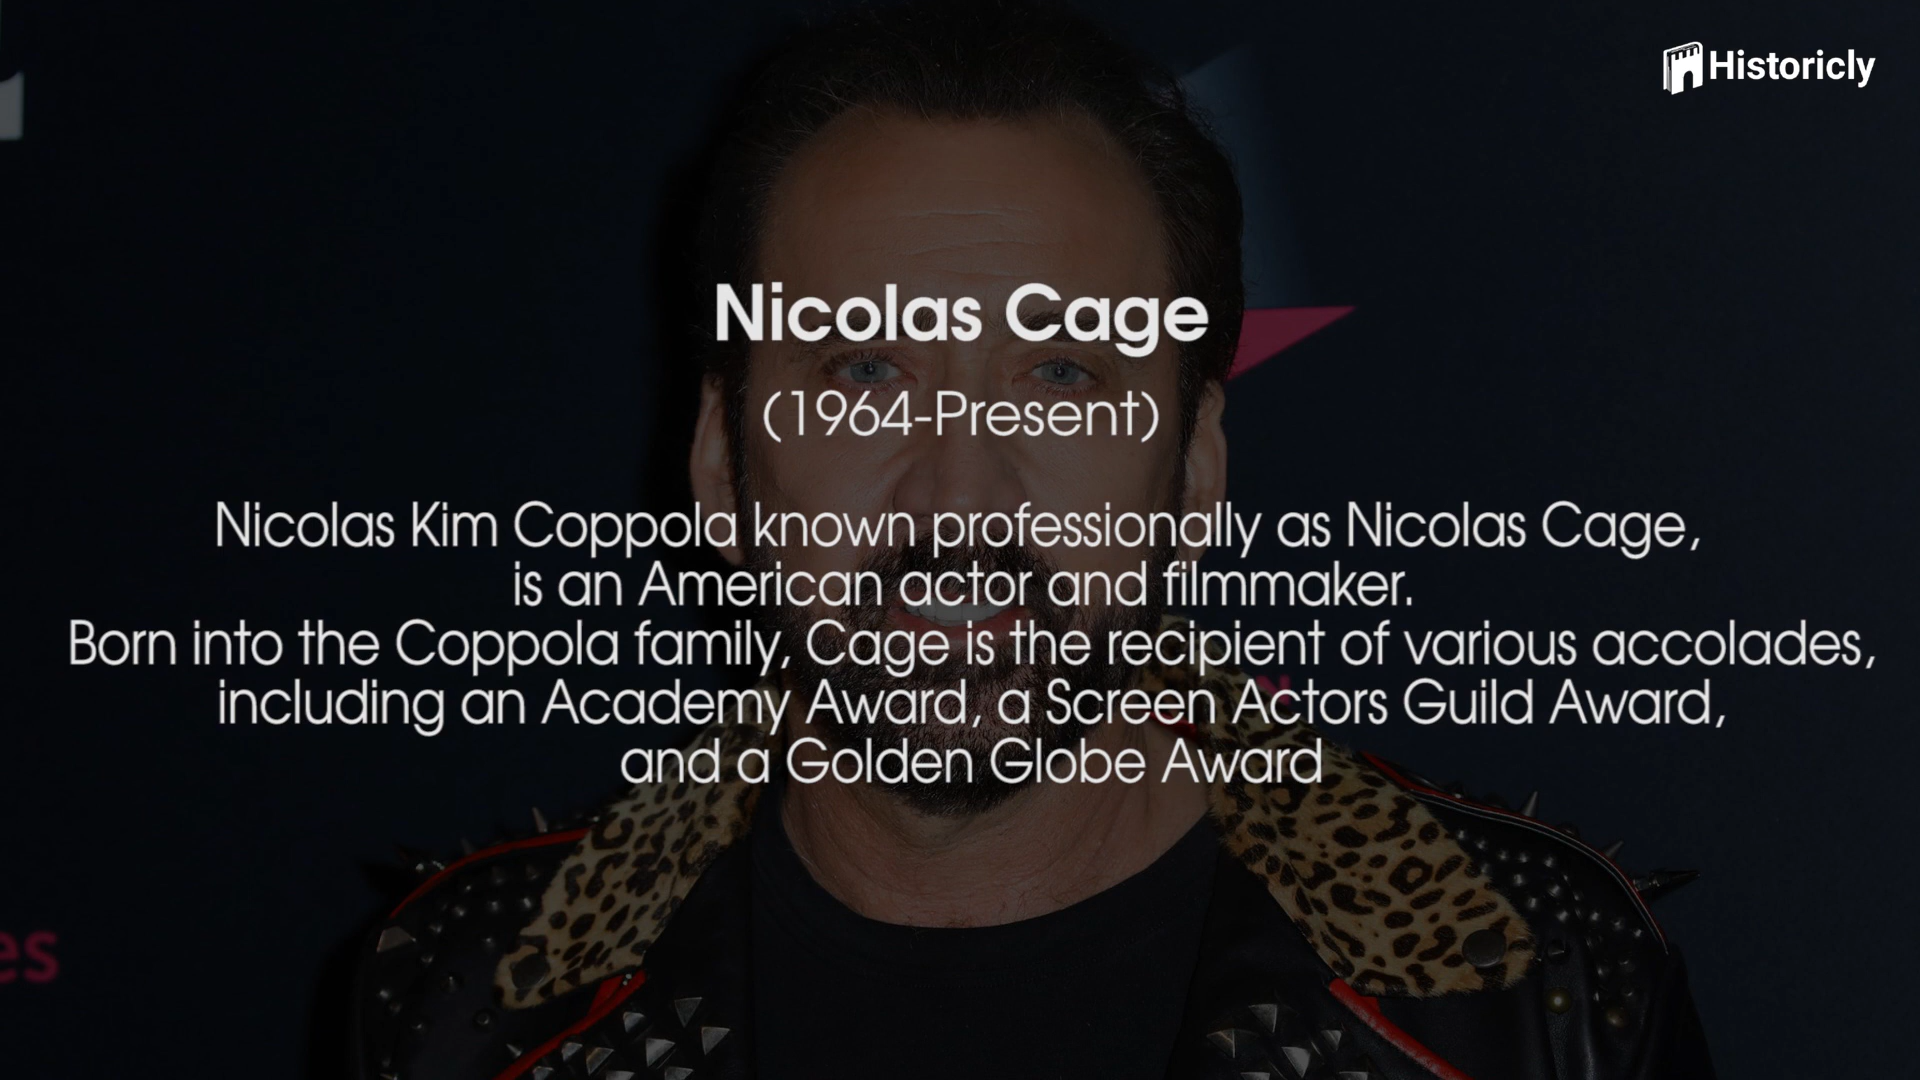 Historicly
Nicolas Cage
(1964-Present)
Nicolas Kim Coppola known professionally as Nicolas Cage,
is an American actor and filmmaker.
Born into the Coppola family, Cage is the recipient of various accolades,
including an Academy Award, a Screen Actors Guild Award,
and a Golden Globe Award
es